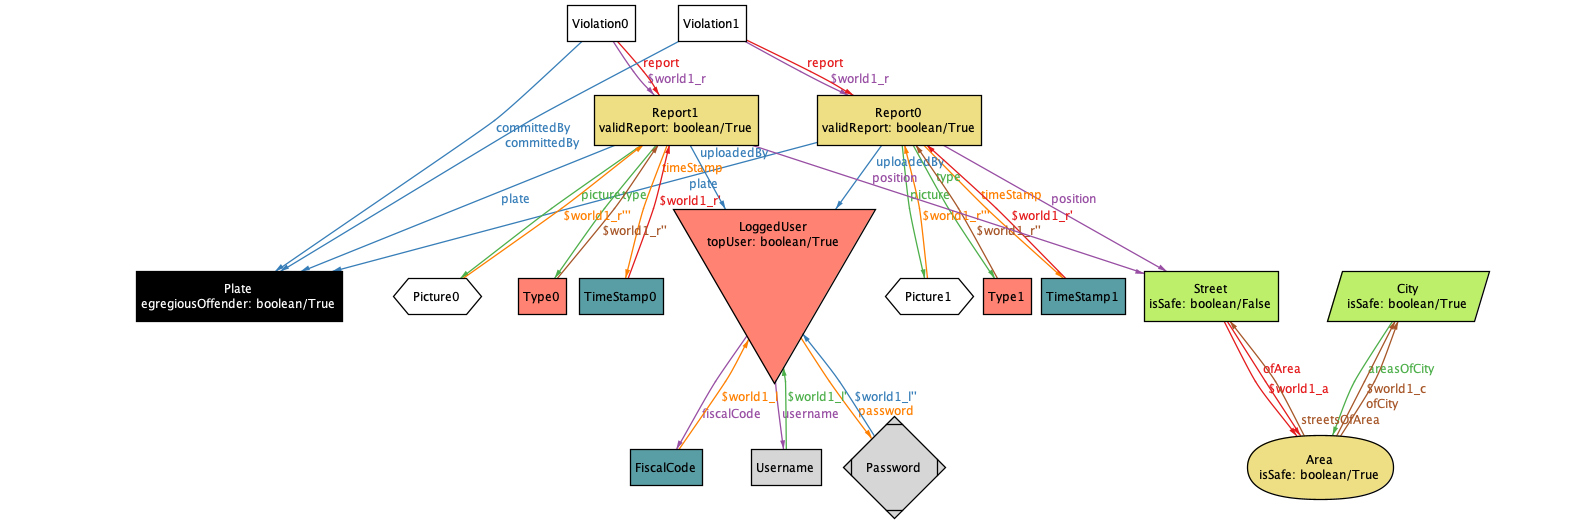 Violation0
Violation1
report
$world1_r
report
$world1_r
Report1
validReport: boolean/True
Report0
validReport: boolean/True
committedBy
committedBy
uploadedBy
timeStamp
plate
$world1_r'
plate
picture
type
$world1_r'''
$world1_r''
uploadedBy
position
type
picture
timeStamp
position
$world1_r'''
$world1_r'
$world1_r''
LoggedUser
topUser: boolean/True
Plate
egregiousOffender: boolean/True
Picture0
Type0
TimeStamp0
Picture1
Type1
TimeStamp1
Street
isSafe: boolean/False
City
isSafe: boolean/True
ofArea
$world1_a
areasOfCity
$world1_c
ofCity
streetsOfArea
$world1_l
fiscalCode
$world1_l'
username
$world1_l''
password
FiscalCode
Username
Password
Area
isSafe: boolean/True